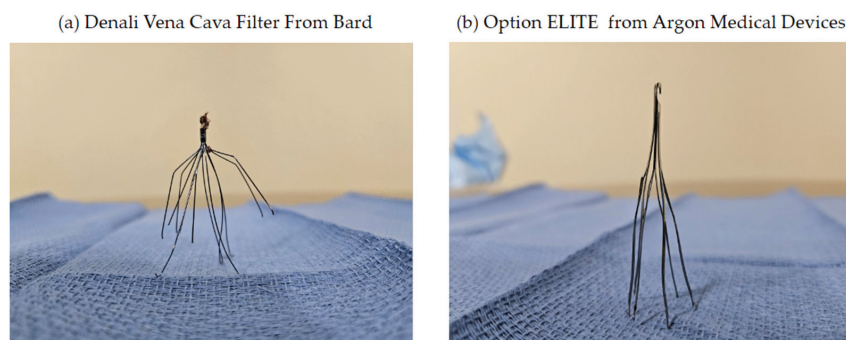 (a) Denali Vena Cava Filter From Bard
(b) Option ELITE from Argon Medical Devices